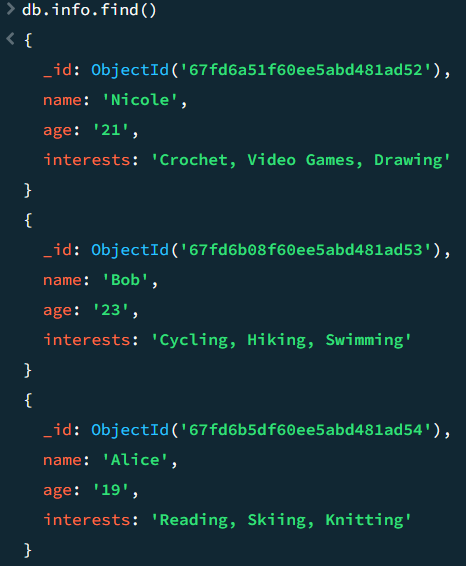 > db.info.find()
< {
_id: ObjectId('67fd6a51f60ee5abd481ad52'),
name: 'Nicole',
age: '21',
interests: 'Crochet, Video Games, Drawing'
}
{
_id: ObjectId('67fd6b08f60ee5abd481ad53'),
name: 'Bob',
age: '23',
interests: 'Cycling, Hiking, Swimming'
}
{
_id: ObjectId('67fd6b5df60ee5abd481ad54'),
name: 'Alice',
age: '19',
interests: 'Reading, Skiing, Knitting'
}